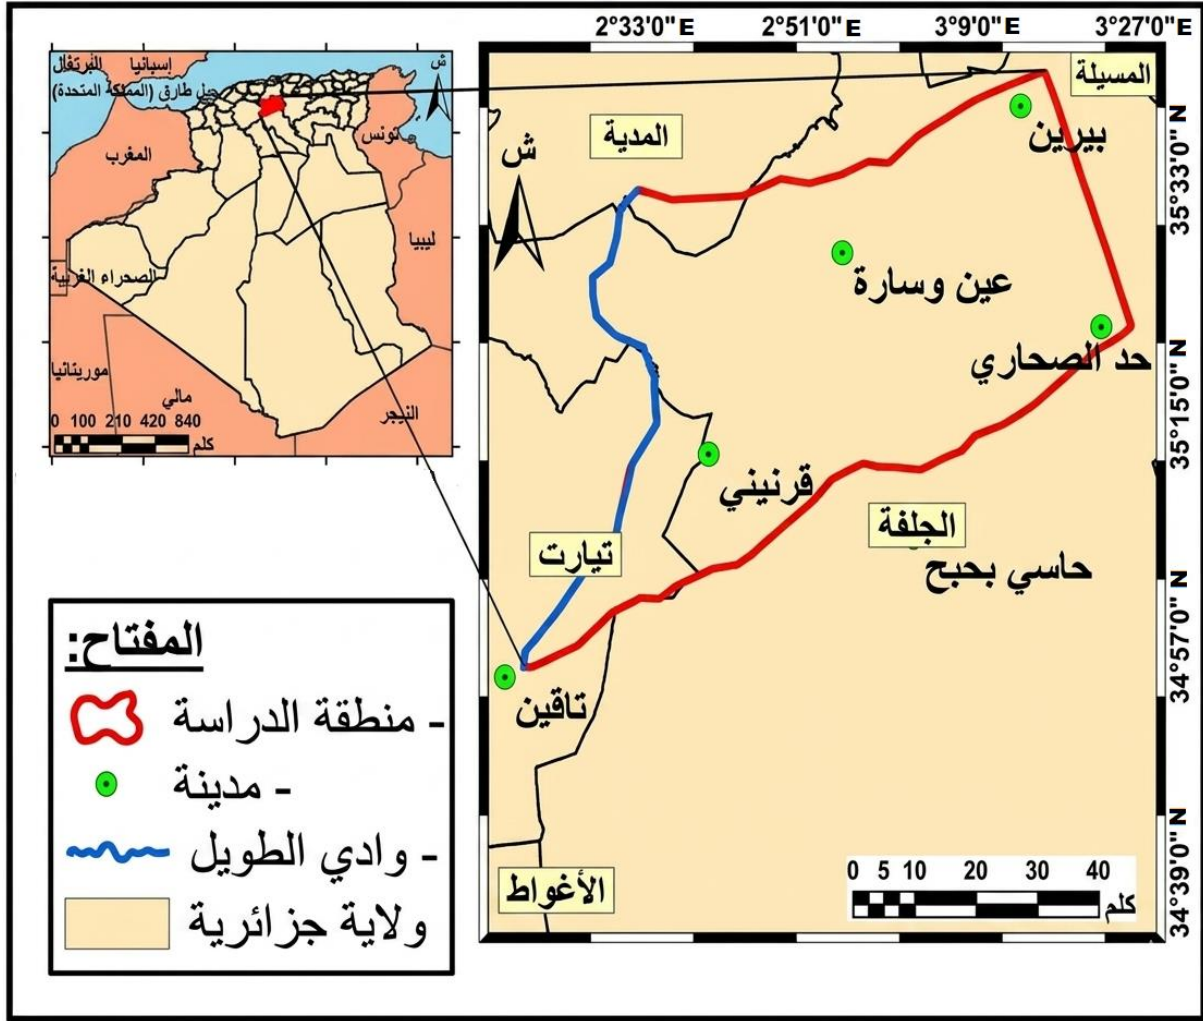 2°33'0"E 2°51'0"E 3°9'0"E 3°27'0"E
إسبانيا
البرتغال
جبل طارق (المملكة المتحدة)
ش
تونس
المغرب
ليبيا
الصحراء الغربية
موريتانيا
مالي
النيجر
0 100 210 420 840
كلم
المسيلة
بيرين
المدية
ش
عين وسارة
حد الصحاري
قرنيني
الجلفة
حاسي بحبح
تيارت
تاقين
الأغواط
0 5 10 20 30 40
كلم
35°33'0"N
35°15'0"N
34°57'0"N
34°39'0"N
المفتاح:
- منطقة الدراسة
- مدينة
- وادي الطويل
ولاية جزائرية